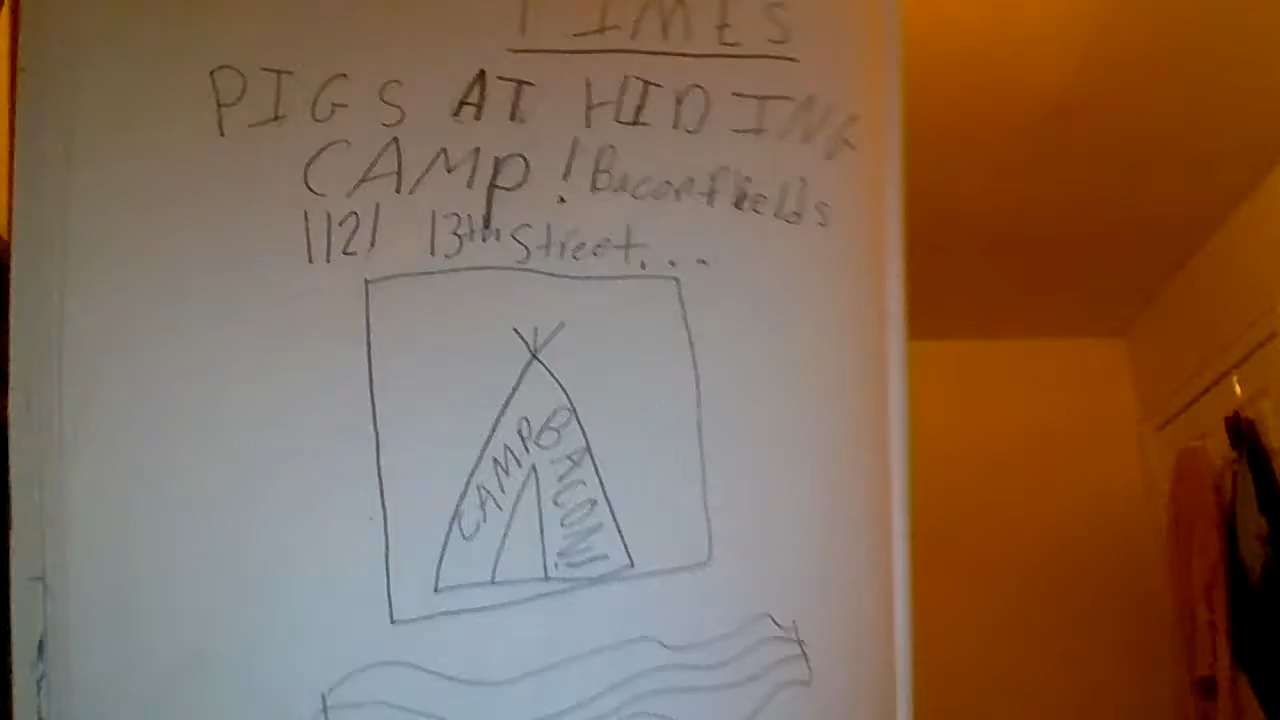 TIMES
PIGS AT HIDING
CAMP! Baconfields
1121 13th Street...
CAMP BACON!